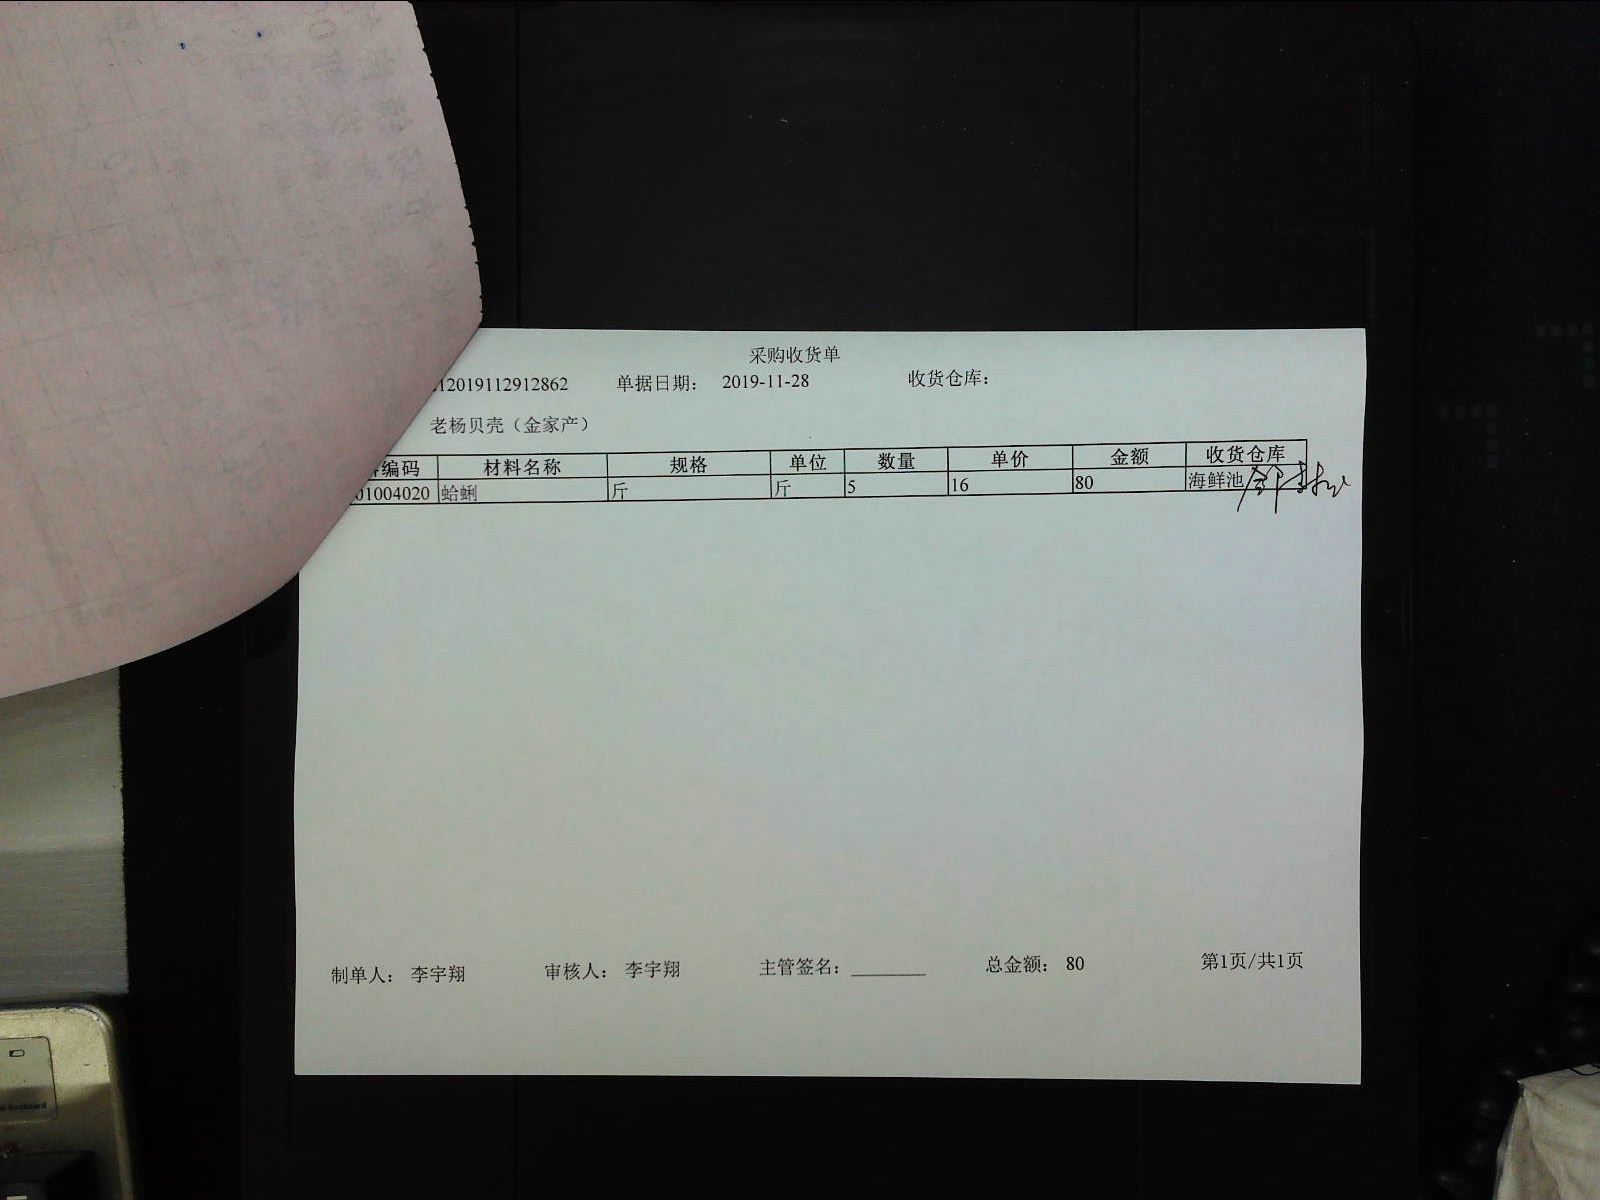 采购收货单
12019112912862 单据日期： 2019-11-28 收货仓库：
老杨贝壳（金家产）
编码 材料名称 规格 单位 数量 单价 金额 收货仓库
01004020 蛤蜊 斤 斤 5 16 80 海鲜池
制单人： 李宇翔 审核人： 李宇翔 主管签名： 总金额： 80 第1页/共1页